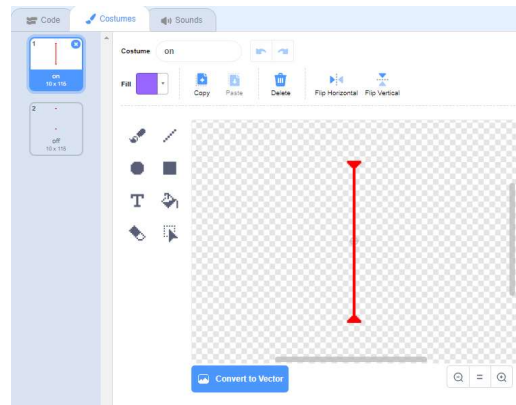 Code Costumes Sounds
1
on
10 x 116
2
off
10 x 116
Costume on
Fill
Copy Paste Delete Flip Horizontal Flip Vertical
T
Convert to Vector
=